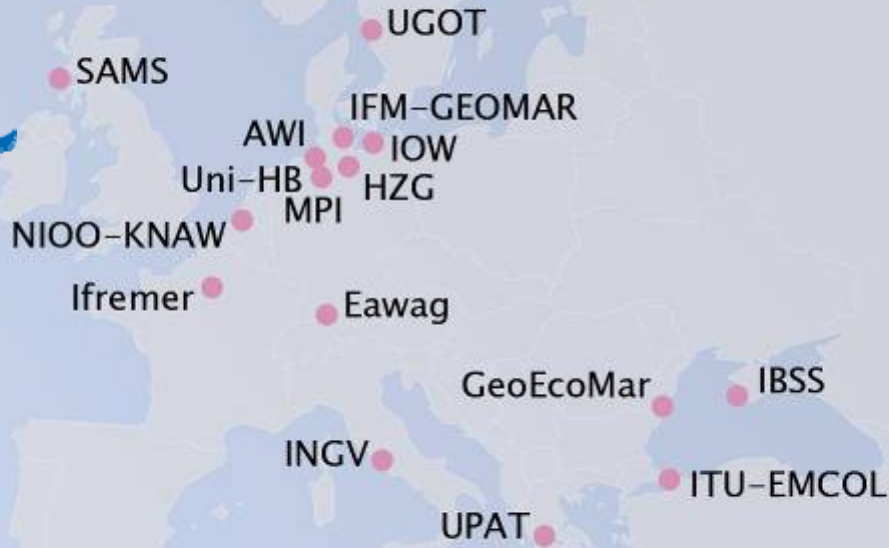 UGOT
SAMS
IFM-GEOMAR
AWI
IOW
Uni-HB
HZG
MPI
NIOO-KNAW
Ifremer
Eawag
GeoEcoMar
IBSS
INGV
ITU-EMCOL
UPAT